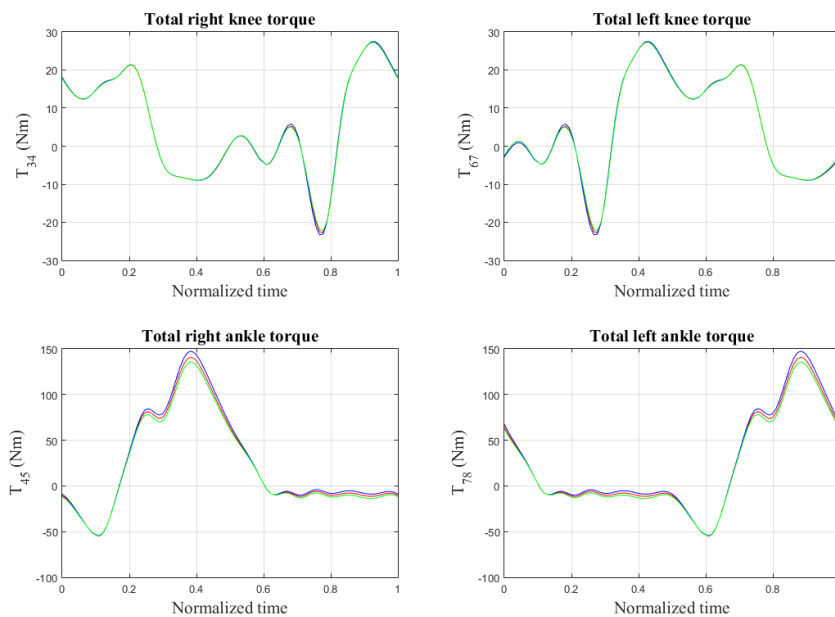 Total right knee torque
T34 (Nm)
30
20
10
0
-10
-20
-30
0 0.2 0.4 0.6 0.8 1
Normalized time
Total left knee torque
T67 (Nm)
30
20
10
0
-10
-20
-30
0 0.2 0.4 0.6 0.8
Normalized time
Total right ankle torque
T45 (Nm)
150
100
50
0
-50
-100
0 0.2 0.4 0.6 0.8 1
Normalized time
Total left ankle torque
T78 (Nm)
150
100
50
0
-50
-100
0 0.2 0.4 0.6 0.8
Normalized time